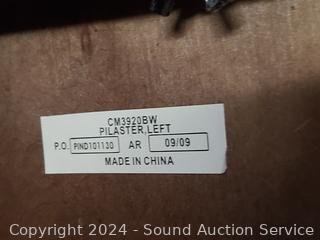 CM3920BW
PILASTER,LEFT
P.O. PIND101130 AR 09/09
MADE IN CHINA
Copyright © 2024 - Sound Auction Service